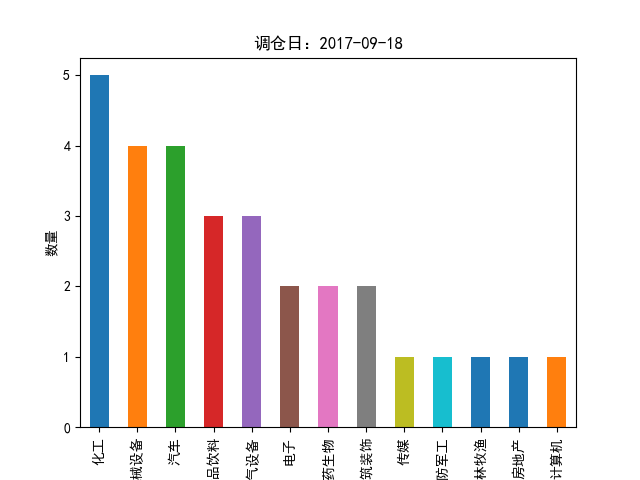 调仓日：2017-09-18
数量
5
4
3
2
1
0
化工
械设备
汽车
品饮料
气设备
电子
药生物
筑装饰
传媒
防军工
林牧渔
房地产
计算机